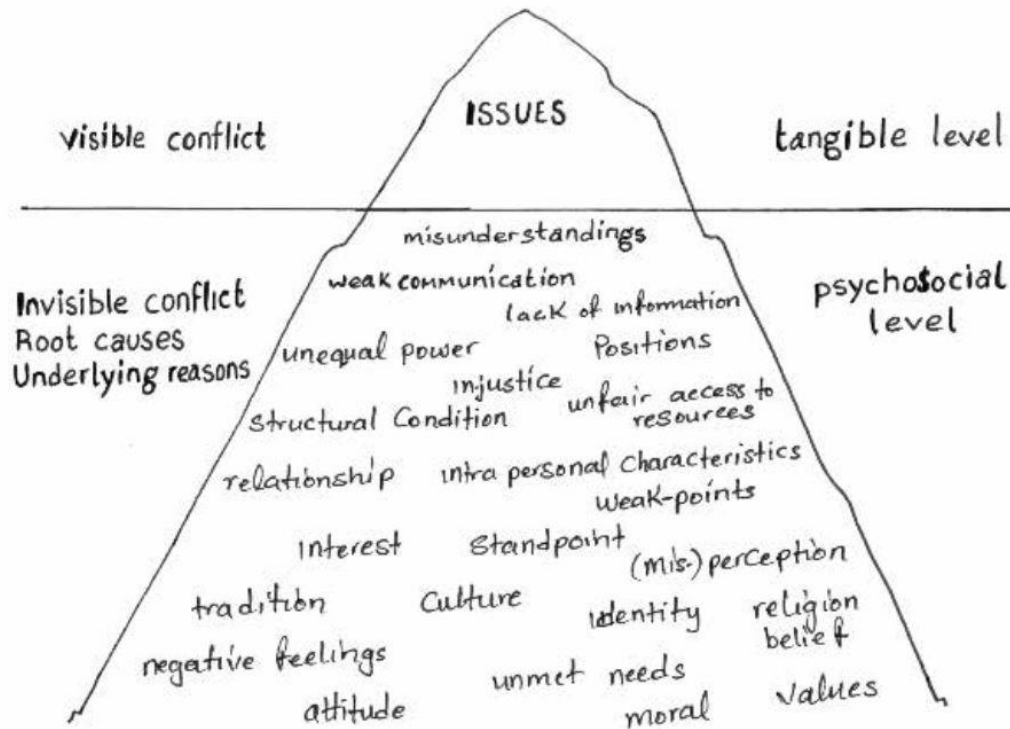 ISSUES
visible conflict
tangible level
misunderstandings
weak communication
lack of information
Invisible conflict
Root causes
Underlying reasons
psychosocial
level
unequal power
Positions
injustice
unfair access to
resources
Structural Condition
relationship
intra personal characteristics
weak-points
interest
Standpoint
(mis-) perception
tradition
Culture
identity
religion
belief
negative feelings
unmet needs
values
attitude
moral